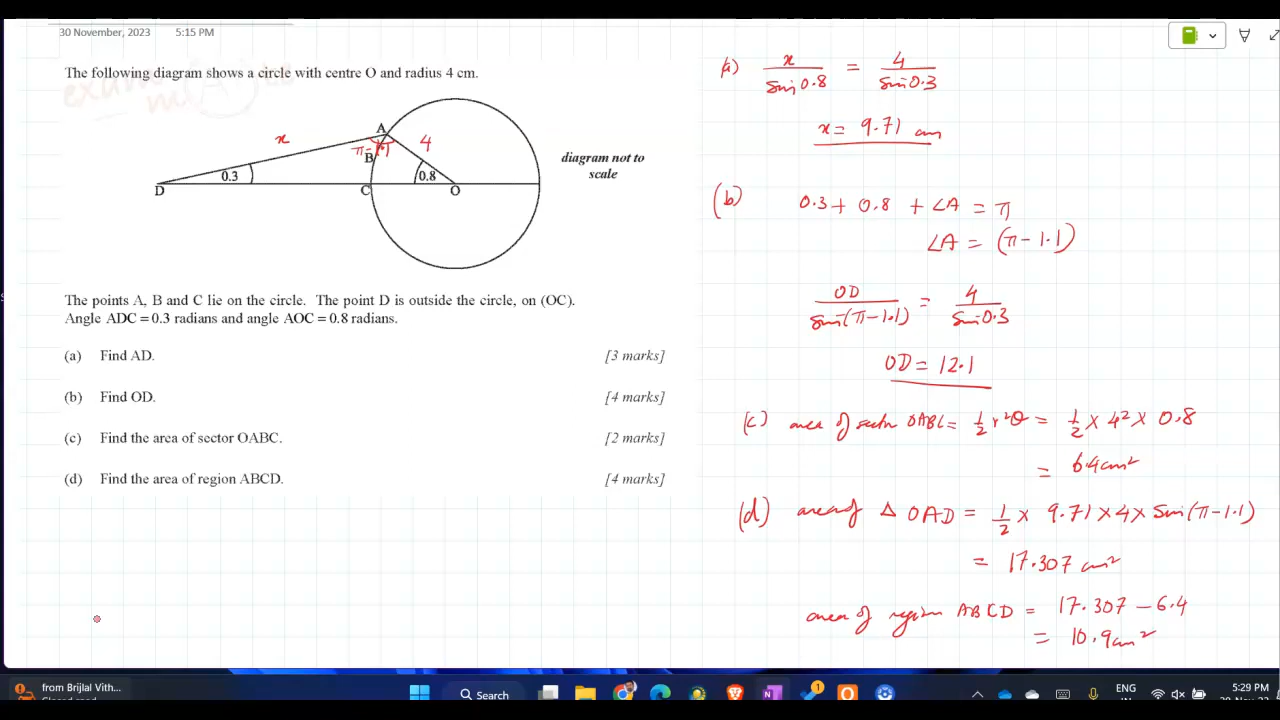 30 November, 2023 5:15 PM
The following diagram shows a circle with centre O and radius 4 cm.
A
x
4
π-1.1
B
0.3
0.8
D
C
O
diagram not to
scale
The points A, B and C lie on the circle. The point D is outside the circle, on (OC).
Angle ADC = 0.3 radians and angle AOC = 0.8 radians.
(a) Find AD. [3 marks]
(b) Find OD. [4 marks]
(c) Find the area of sector OABC. [2 marks]
(d) Find the area of region ABCD. [4 marks]
(a) x/sin 0.8 = 4/sin 0.3
x = 9.71 cm
(b) 0.3 + 0.8 + ∠A = π
∠A = (π - 1.1)
OD/sin(π-1.1) = 4/sin 0.3
OD = 12.1
(c) area of sector OABC = 1/2 r²θ = 1/2 × 4² × 0.8
= 6.4 cm²
(d) area of Δ OAD = 1/2 × 9.71 × 4 × sin(π-1.1)
= 17.307 cm²
area of region ABCD = 17.307 - 6.4
= 10.9 cm²
from Brijlal Vith...
Search
1
ENG
5:29 PM